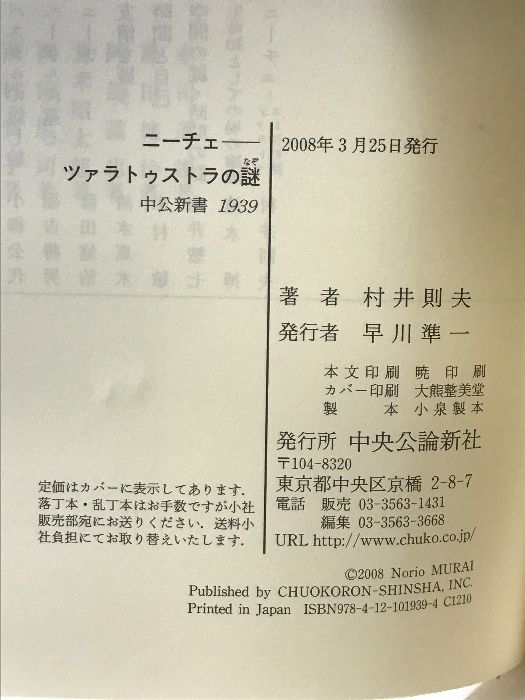 ニーチェ――
ツァラトゥストラの謎
なぞ
中公新書 1939
2008年3月25日発行
著 者 村井則夫
発行者 早川準一
本文印刷 暁印刷
カバー印刷 大熊整美堂
製 本 小泉製本
発行所 中央公論新社
〒104-8320
東京都中央区京橋 2-8-7
電話 販売 03-3563-1431
編集 03-3563-3668
URL http://www.chuko.co.jp/
定価はカバーに表示してあります.
落丁本・乱丁本はお手数ですが小社
販売部宛にお送りください. 送料小
社負担にてお取り替えいたします.
©2008 Norio MURAI
Published by CHUOKORON-SHINSHA, INC.
Printed in Japan ISBN978-4-12-101939-4 C1210